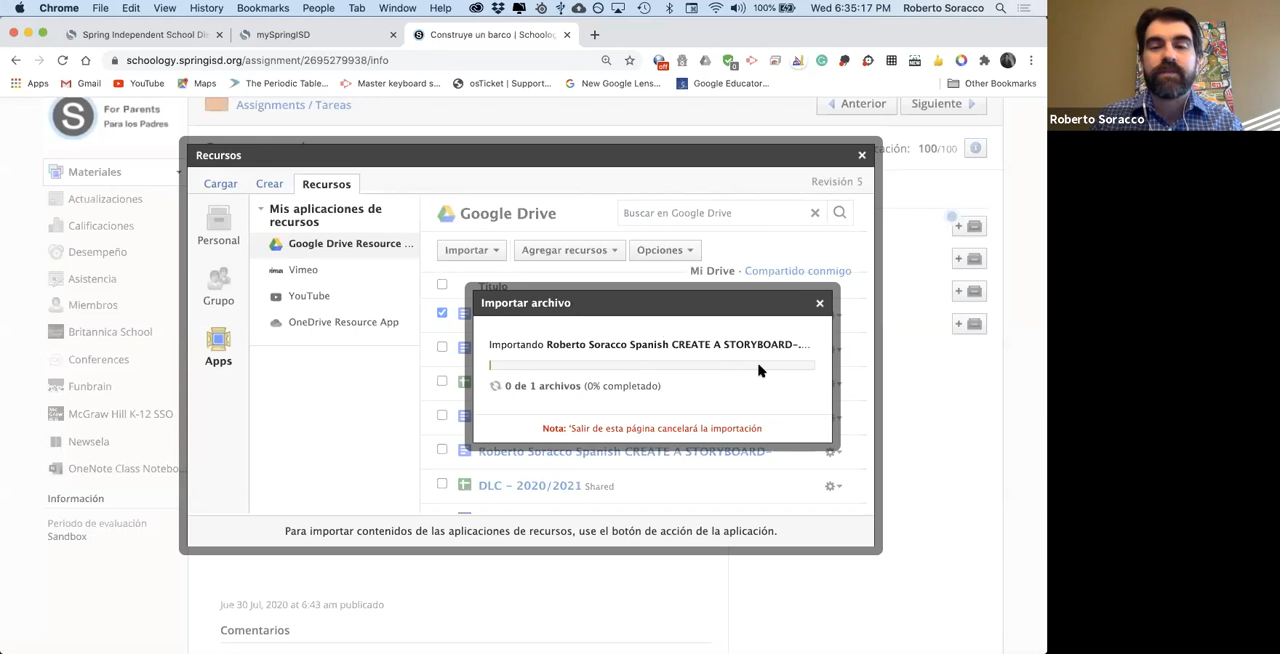 Chrome File Edit View History Bookmarks People Tab Window Help 100% Wed 6:35:17 PM Roberto Soracco
Spring Independent School Dis × mySpringISD × Construye un barco | Schoolog ×
schoology.springisd.org/assignment/2695279938/info
Apps Gmail YouTube Maps The Periodic Table... Master keyboard s... osTicket | Support... New Google Lens... Google Educator... Other Bookmarks
S For Parents
Para los Padres
Assignments / Tareas
Anterior Siguiente
Materiales
Actualizaciones
Calificaciones
Desempeño
Asistencia
Miembros
Britannica School
Conferences
Funbrain
McGraw Hill K-12 SSO
Newsela
OneNote Class Notebo...
Información
Periodo de evaluación
Sandbox
cación: 100/100
Recursos
Cargar Crear Recursos Revisión 5
Personal
Grupo
Apps
Mis aplicaciones de
recursos
Google Drive Resource ...
Vimeo
YouTube
OneDrive Resource App
Google Drive Buscar en Google Drive
Importar Agregar recursos Opciones
Mi Drive · Compartido conmigo
Título
Importar archivo
Importando Roberto Soracco Spanish CREATE A STORYBOARD-....
0 de 1 archivos (0% completado)
Nota: 'Salir de esta página cancelará la importación
Roberto Soracco Spanish CREATE A STORYBOARD-
DLC - 2020/2021 Shared
Para importar contenidos de las aplicaciones de recursos, use el botón de acción de la aplicación.
Jue 30 Jul, 2020 at 6:43 am publicado
Comentarios
Roberto Soracco